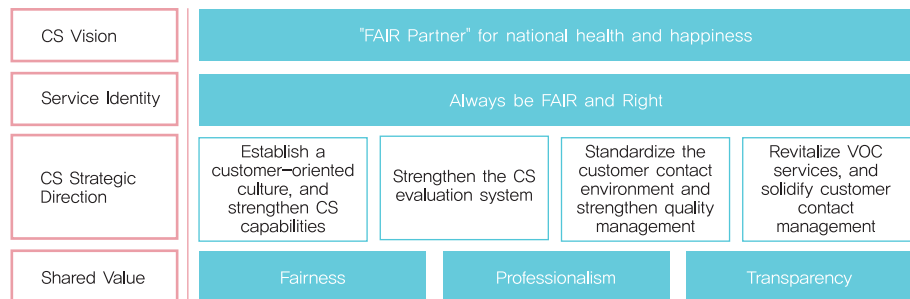 CS Vision
"FAIR Partner" for national health and happiness
Service Identity
Always be FAIR and Right
CS Strategic
Direction
Establish a
customer-oriented
culture, and
strengthen CS
capabilities
Strengthen the CS
evaluation system
Standardize the
customer contact
environment and
strengthen quality
management
Revitalize VOC
services, and
solidify customer
contact
management
Shared Value
Fairness
Professionalism
Transparency